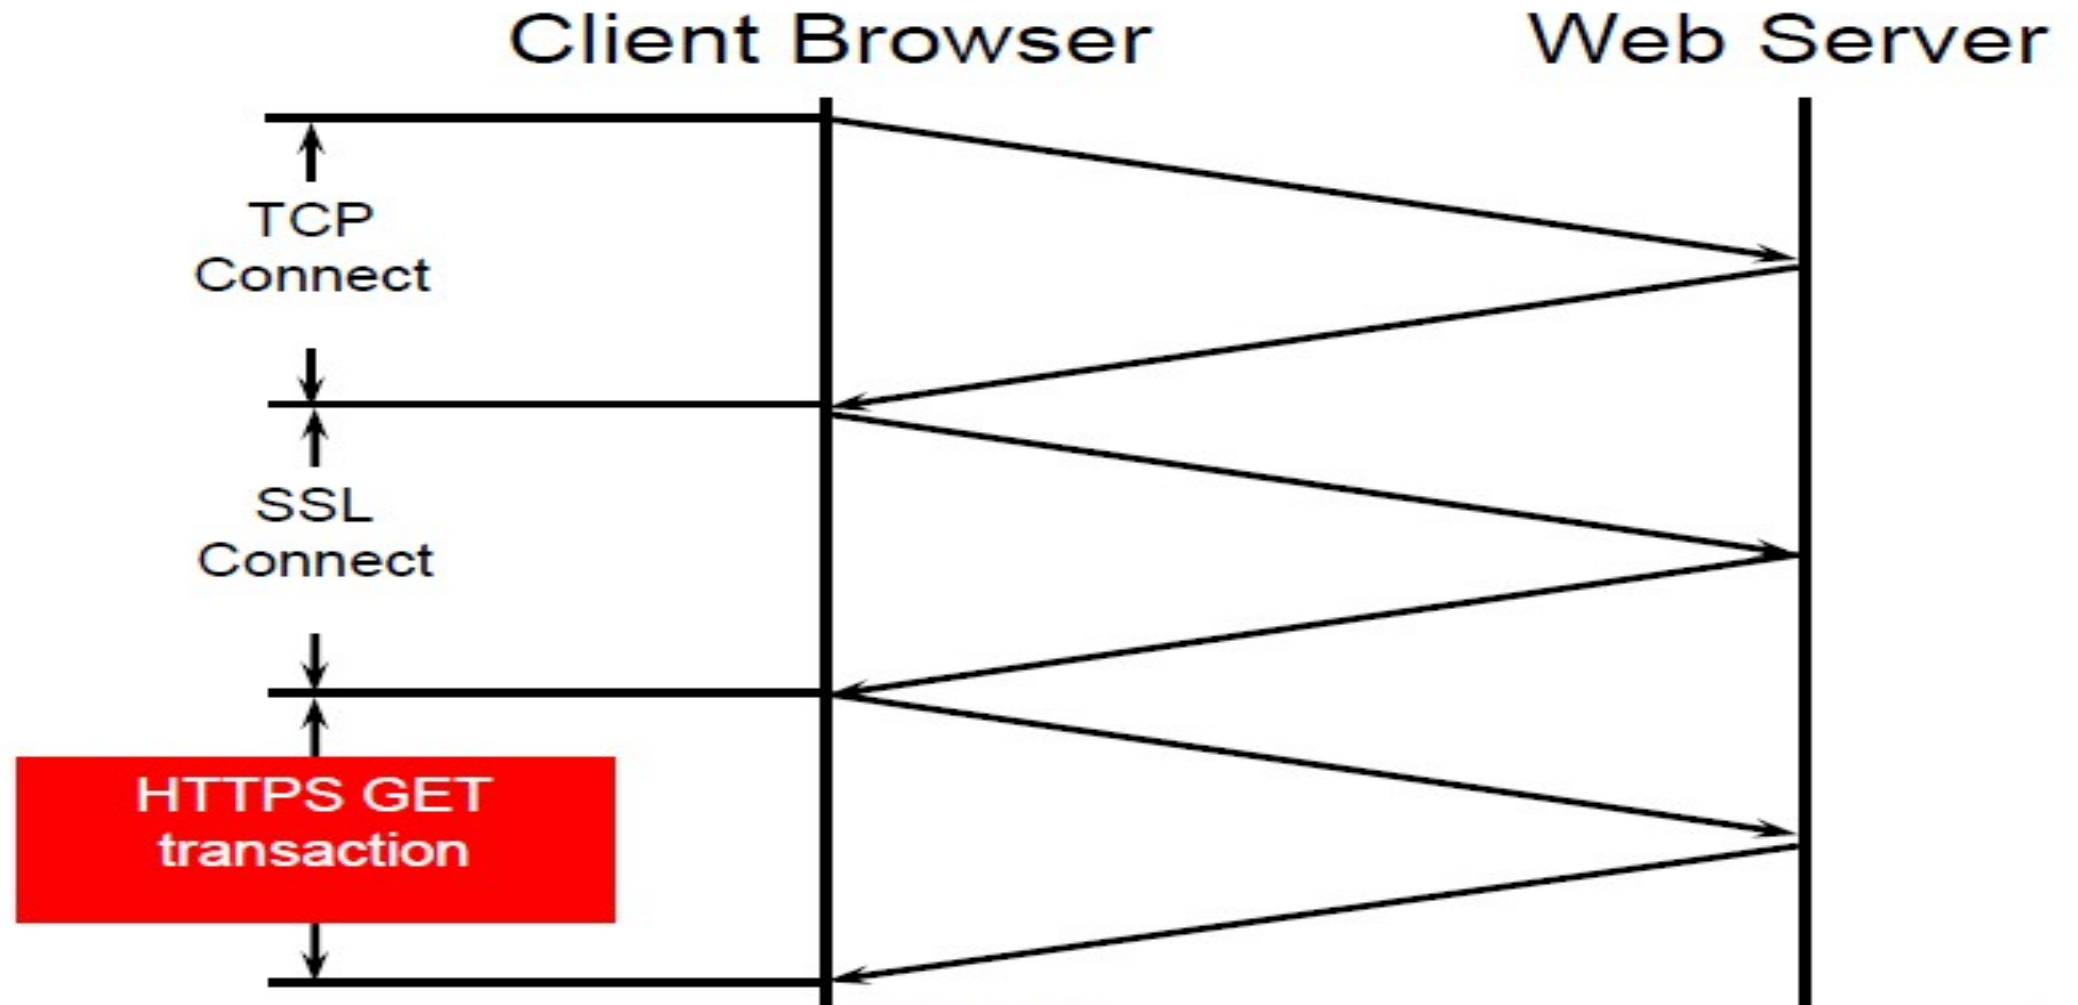 Client Browser
Web Server
TCP
Connect
SSL
Connect
HTTPS GET
transaction